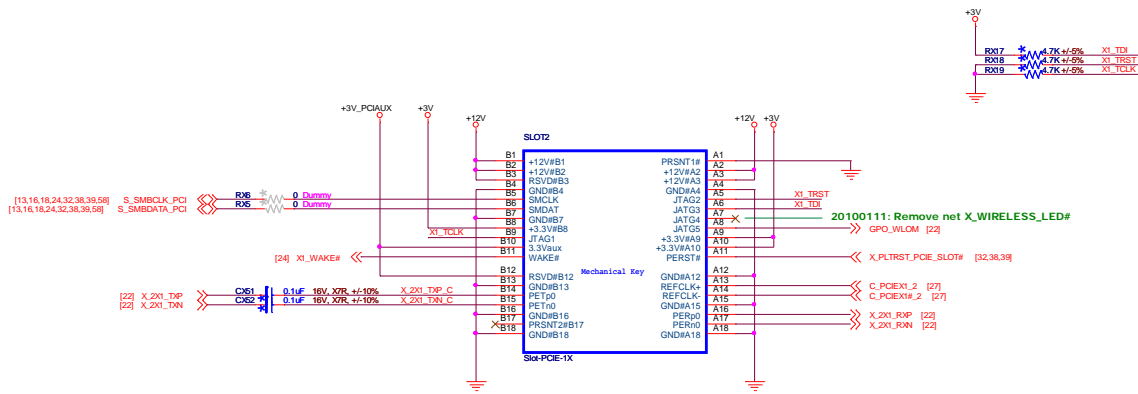 +3V
RX17 4.7K +/-5% X1_TDI
RX18 4.7K +/-5% X1_TRST
RX19 4.7K +/-5% X1_TCLK
+3V_PCIAUX
+3V
+12V
+12V
+3V
SLOT2
B1 +12V#B1 PRSNT1# A1
B2 +12V#B2 +12V#A2 A2
B3 RSVD#B3 +12V#A3 A3
B4 GND#B4 GND#A4 A4
[13,16,18,24,32,38,39,58] S_SMBCLK_PCI RX6 0 Dummy B5 SMCLK JTAG2 A5 X1_TRST
[13,16,18,24,32,38,39,58] S_SMBDATA_PCI RX5 0 Dummy B6 SMDAT JATG3 A6 X1_TDI
B7 GND#B7 JATG4 A7 20100111: Remove net X_WIRELESS_LED#
B8 +3.3V#B8 JATG5 A8 GPO_WLOM [22]
X1_TCLK B9 JTAG1 +3.3V#A9 A9
B10 3.3Vaux +3.3V#A10 A10
[24] X1_WAKE# B11 WAKE# PERST# A11 X_PLTRST_PCIE_SLOT# [32,38,39]
Mechanical Key
B12 RSVD#B12 GND#A12 A12
B13 GND#B13 REFCLK+ A13 C_PCIEX1_2 [27]
[22] X_2X1_TXP CX51 0.1uF 16V, X7R, +/-10% X_2X1_TXP_C B14 PETp0 REFCLK- A14 C_PCIEX1#_2 [27]
[22] X_2X1_TXN CX52 0.1uF 16V, X7R, +/-10% X_2X1_TXN_C B15 PETn0 GND#A15 A15
B16 GND#B16 PERp0 A16 X_2X1_RXP [22]
B17 PRSNT2#B17 PERn0 A17 X_2X1_RXN [22]
B18 GND#B18 GND#A18 A18
Slot-PCIE-1X